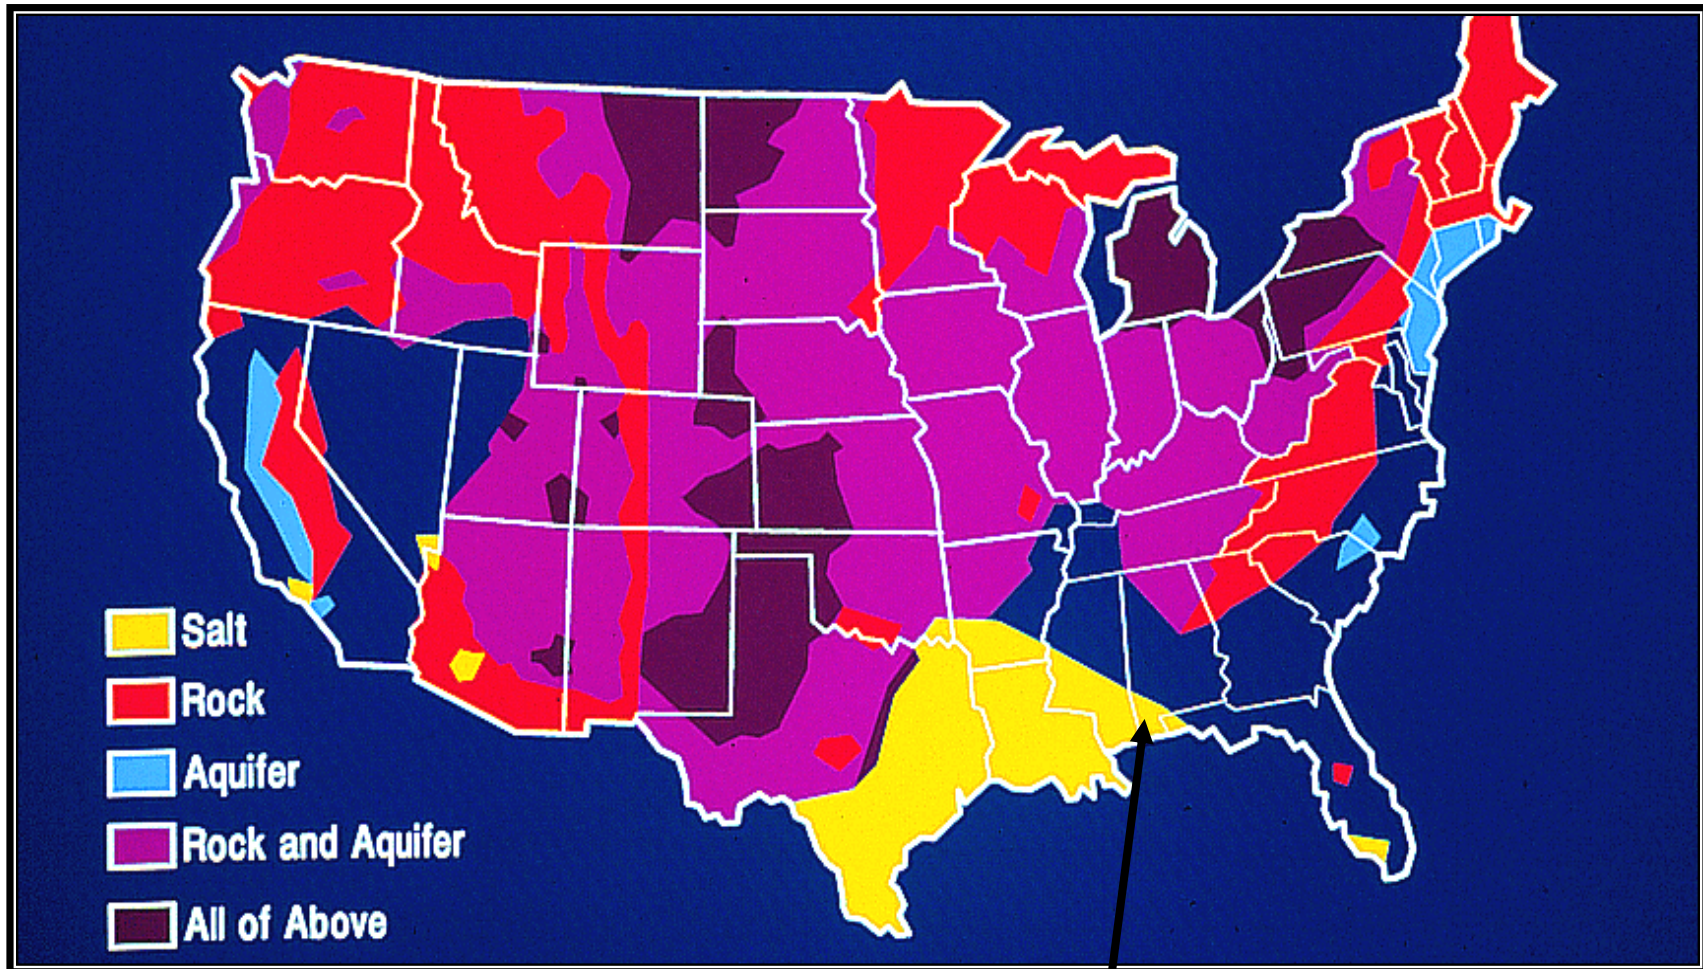 Salt
Rock
Aquifer
Rock and Aquifer
All of Above